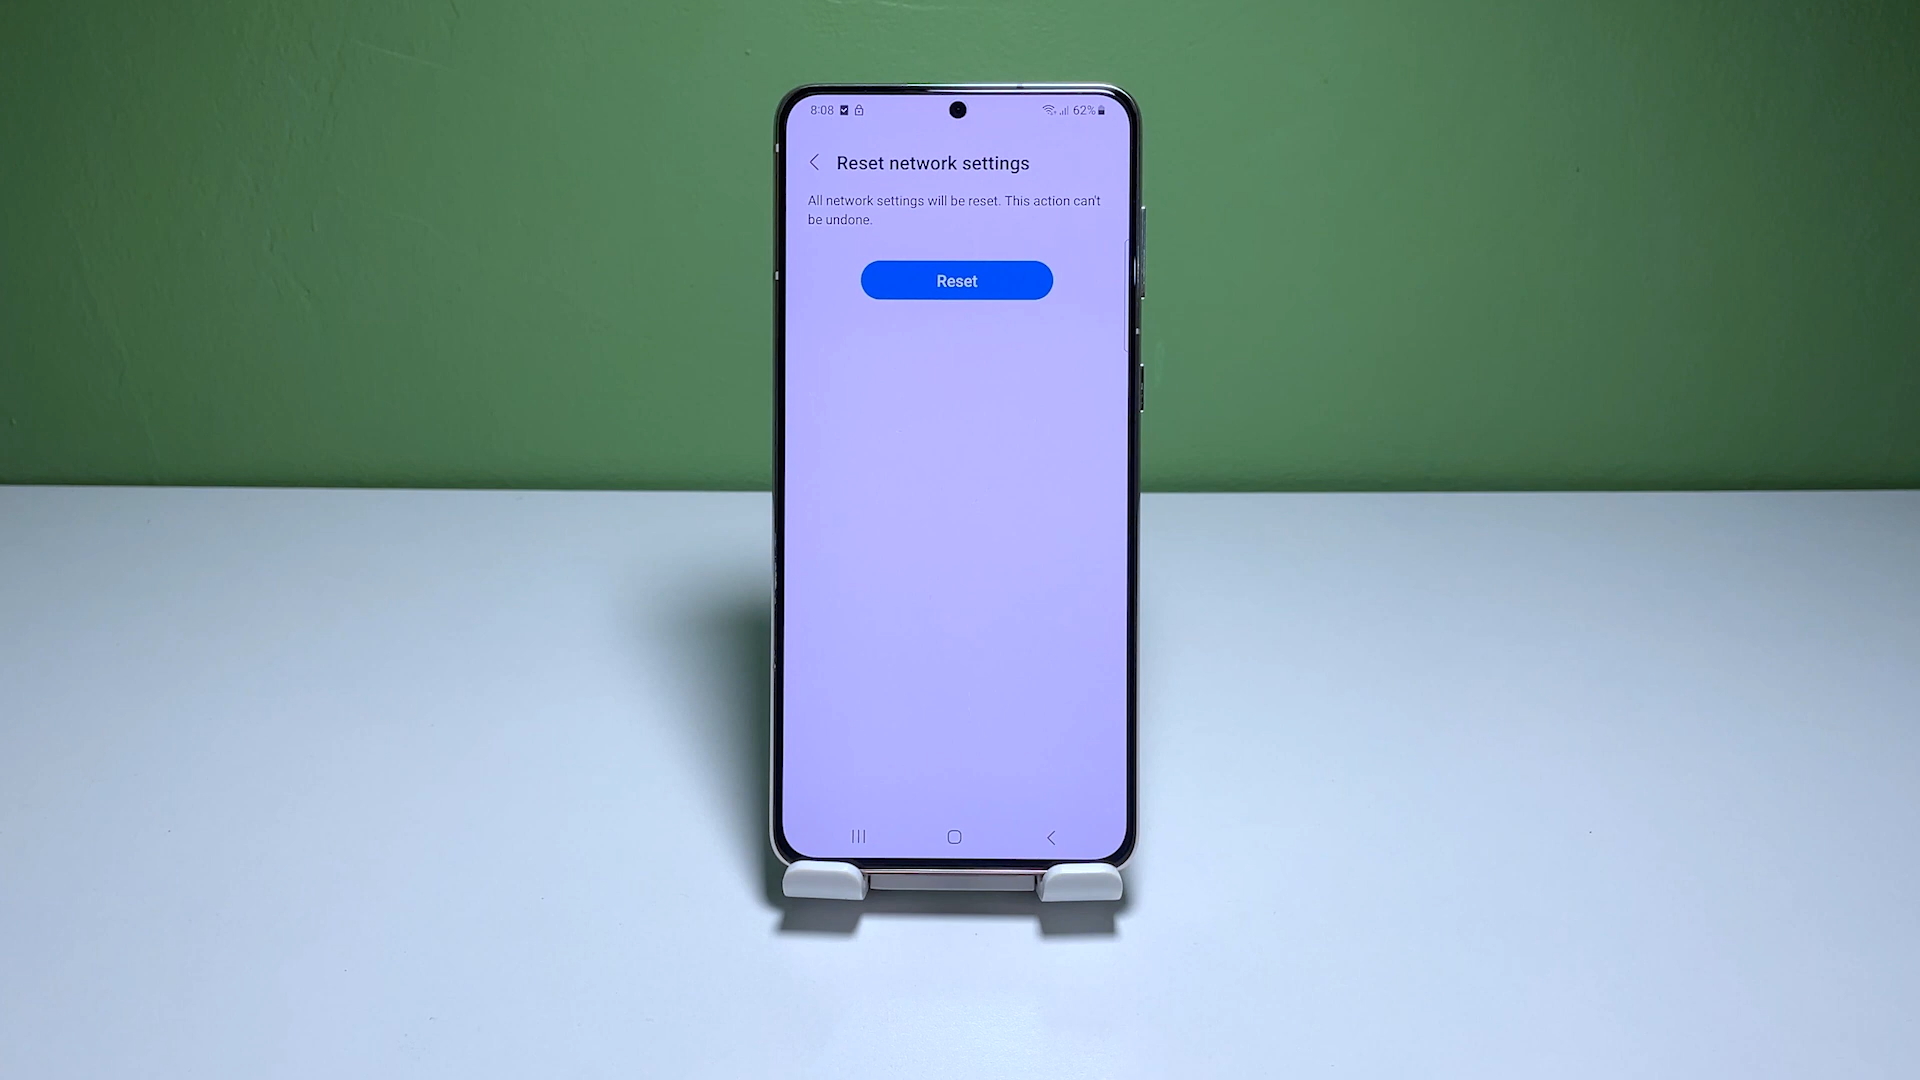 8:08 62%
Reset network settings
All network settings will be reset. This action can't
be undone.
Reset